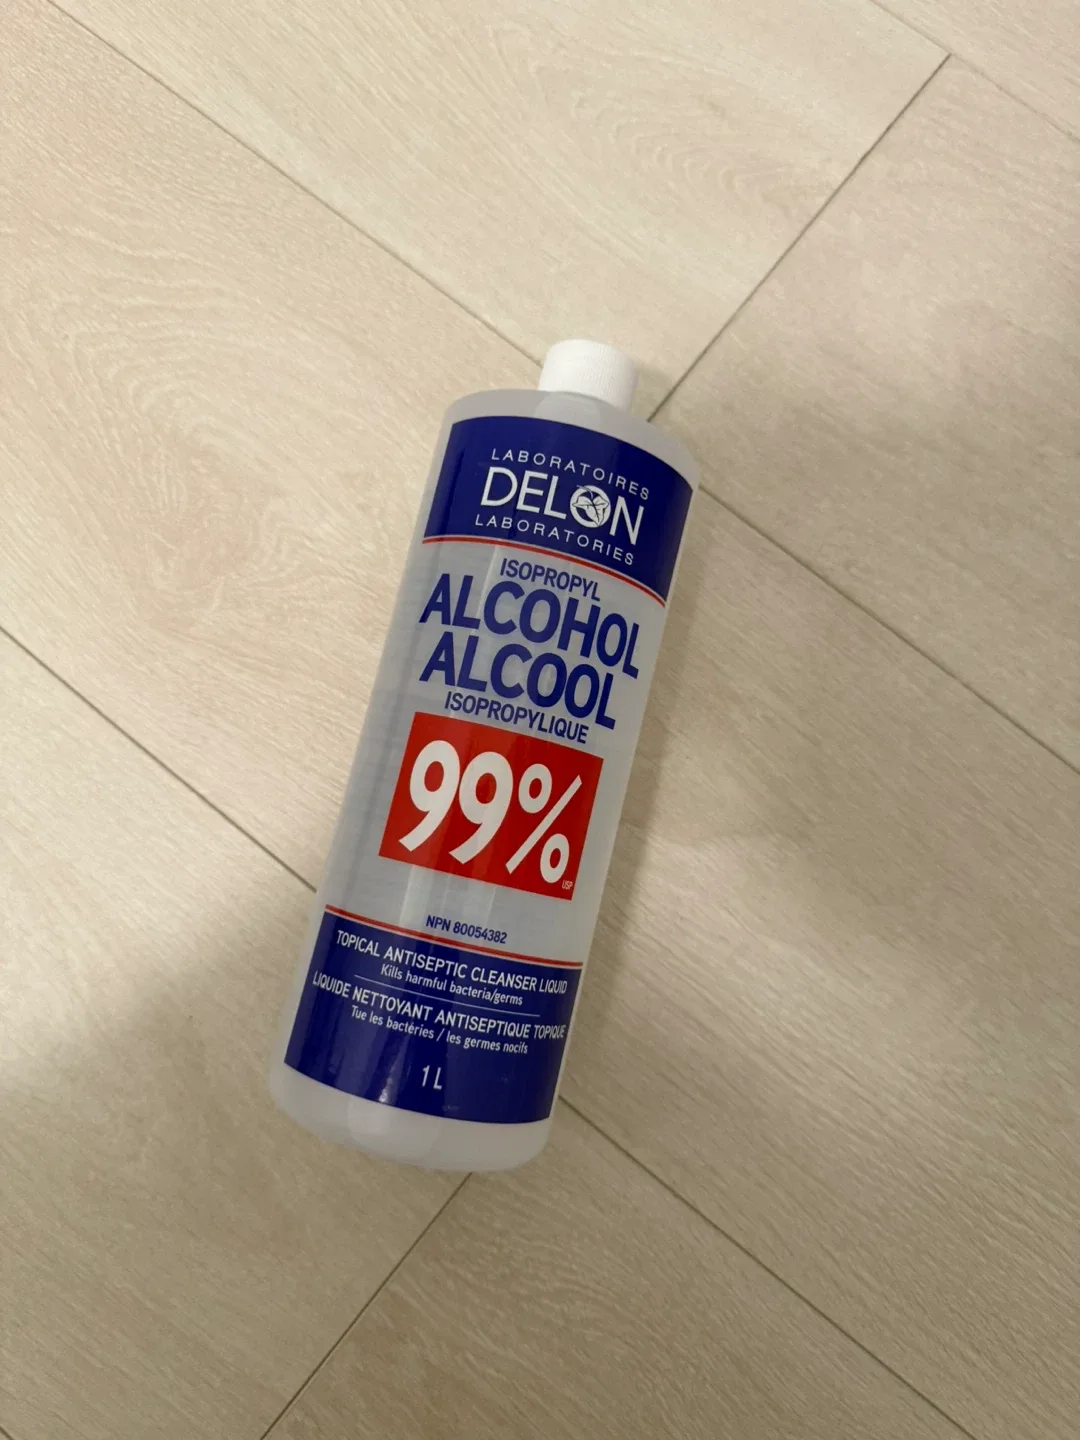 LABORATOIRES
DELON
LABORATORIES
ISOPROPYL
ALCOHOL
ALCOOL
ISOPROPYLIQUE
99%
USP
NPN 80054382
TOPICAL ANTISEPTIC CLEANSER LIQUID
Kills harmful bacteria/germs
LIQUIDE NETTOYANT ANTISEPTIQUE TOPIQUE
Tue les bactéries / les germes nocifs
1 L